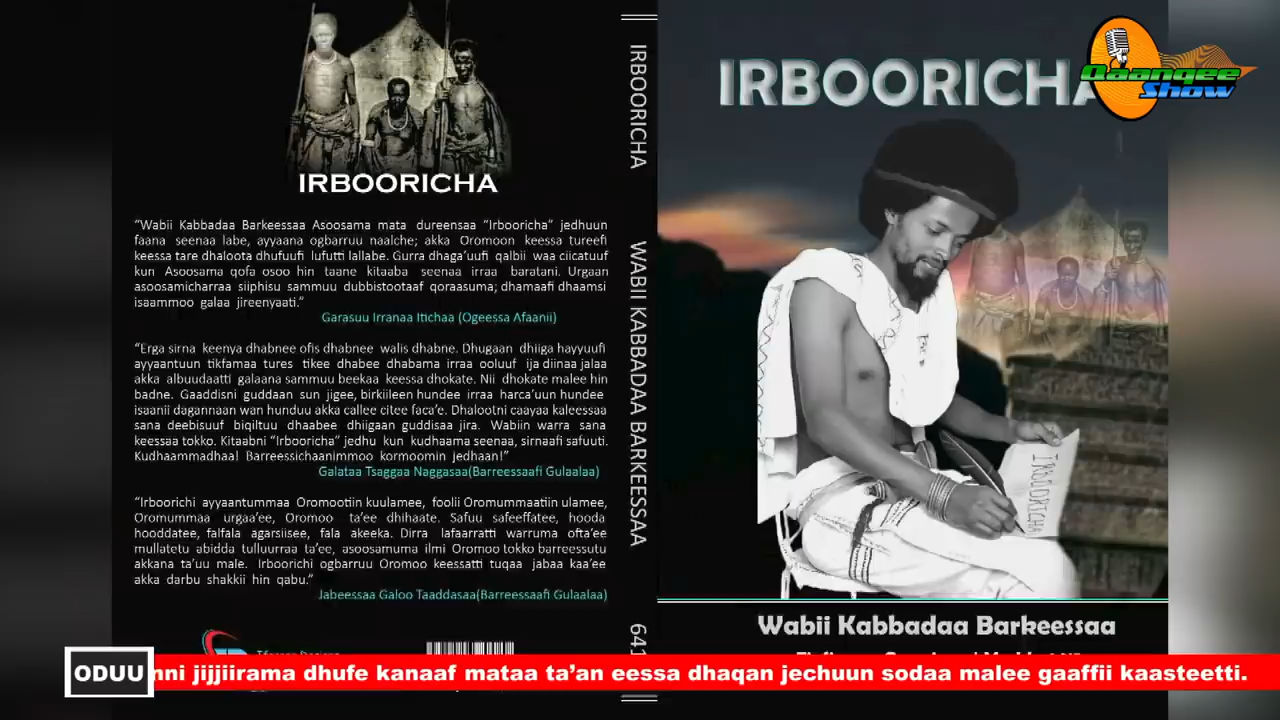 IRBOORICHA
“Wabii Kabbadaa Barkeessaa Asoosama mata dureensaa “Irbooricha” jedhuun
faana seenaa labe, ayyaana ogbarruu naalche; akka Oromoon keessa tureefi
keessa tare dhaloota dhufuufi lufutti lallabe. Gurra dhaga’uufi qalbii waa ciicatuuf
kun Asoosama qofa osoo hin taane kitaaba seenaa irraa baratani. Urgaan
asoosamicharraa siiphisu sammuu dubbistootaaf qoraasuma; dhamaafi dhaamsi
isaammoo galaa jireenyaati.”
Garasuu Irranaa Itichaa (Ogeessa Afaanii)
“Erga sirna keenya dhabnee ofis dhabnee walis dhabne. Dhugaan dhiiga hayyuufi
ayyaantuun tikfamaa tures tikee dhabee dhabama irraa ooluuf ija diinaa jalaa
akka albuudaatti galaana sammuu beekaa keessa dhokate. Nii dhokate malee hin
badne. Gaaddisni guddaan sun jigee, birkiileen hundee irraa harca’uun hundee
isaanii dagannaan wan hunduu akka callee citee faca’e. Dhalootni caayaa kaleessaa
sana deebisuuf biqiltuu dhaabee dhiigaan guddisaa jira. Wabiin warra sana
keessaa tokko. Kitaabni “Irbooricha” jedhu kun kudhaama seenaa, sirnaafi safuuti.
Kudhaammadhaa! Barreessichaanimmoo kormoomin jedhaan!”
Galataa Tsaggaa Naggasaa(Barreessaafi Gulaalaa)
“Irboorichi ayyaantummaa Oromootiin kuulamee, foolii Oromummaatiin ulamee,
Oromummaa urgaa’ee, Oromoo ta’ee dhihaate. Safuu safeeffatee, hooda
hooddatee, falfala agarsiisee, fala akeeka. Dirra lafaarratti warruma ofta’ee
mullatetu abidda tulluurraa ta’ee, asoosamuma ilmi Oromoo tokko barreessutu
akkana ta’uu male. Irboorichi ogbarruu Oromoo keessatti tuqaa jabaa kaa’ee
akka darbu shakkii hin qabu.”
Jabeessaa Galoo Taaddasaa(Barreessaafi Gulaalaa)
IRBOORICHA
WABII KABBADAA BARKEESSAA
641
IRBOORICHA
Qaanqee
Show
IRBOORICHA
Wabii Kabbadaa Barkeessaa
ODUU
nni jijjiirama dhufe kanaaf mataa ta’an eessa dhaqan jechuun sodaa malee gaaffii kaasteetti.